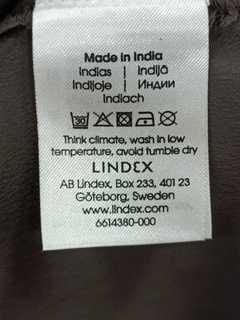 Made in India
Indias | Indijā
Indijoje | Индии
Indiach
30
Think climate, wash in low
temperature, avoid tumble dry
LINDEX
AB Lindex, Box 233, 401 23
Göteborg, Sweden
www.lindex.com
6614380-000